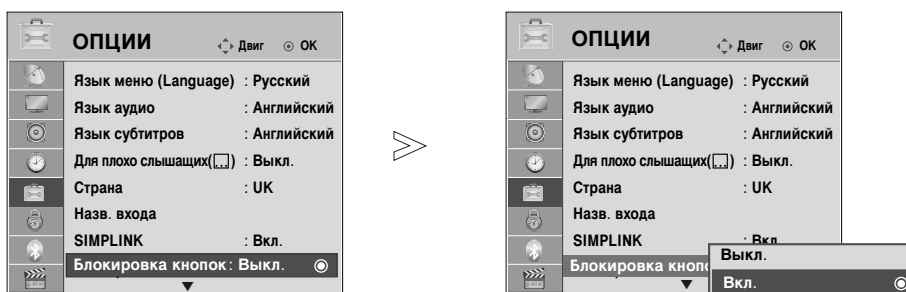 ОПЦИИ
Двиг OK
Язык меню (Language) : Русский
Язык аудио : Английский
Язык субтитров : Английский
Для плохо слышащих(...) : Выкл.
Страна : UK
Назв. входа
SIMPLINK : Вкл.
Блокировка кнопок : Выкл.
ОПЦИИ
Двиг OK
Язык меню (Language) : Русский
Язык аудио : Английский
Язык субтитров : Английский
Для плохо слышащих(...) : Выкл.
Страна : UK
Назв. входа
SIMPLINK : Вкл
Блокировка кноп
Выкл.
Вкл.